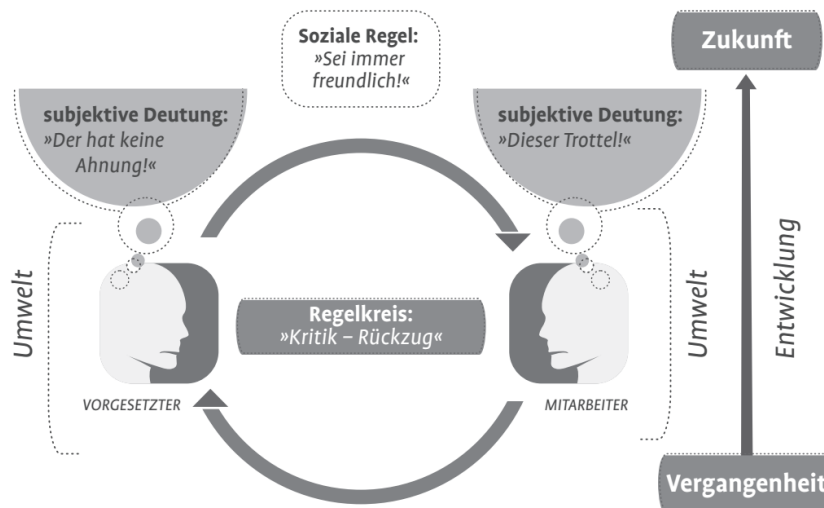 Soziale Regel:
»Sei immer
freundlich!«
Zukunft
subjektive Deutung:
»Der hat keine
Ahnung!«
subjektive Deutung:
»Dieser Trottel!«
Umwelt
Regelkreis:
»Kritik – Rückzug«
Umwelt
Entwicklung
VORGESETZTER
MITARBEITER
Vergangenheit